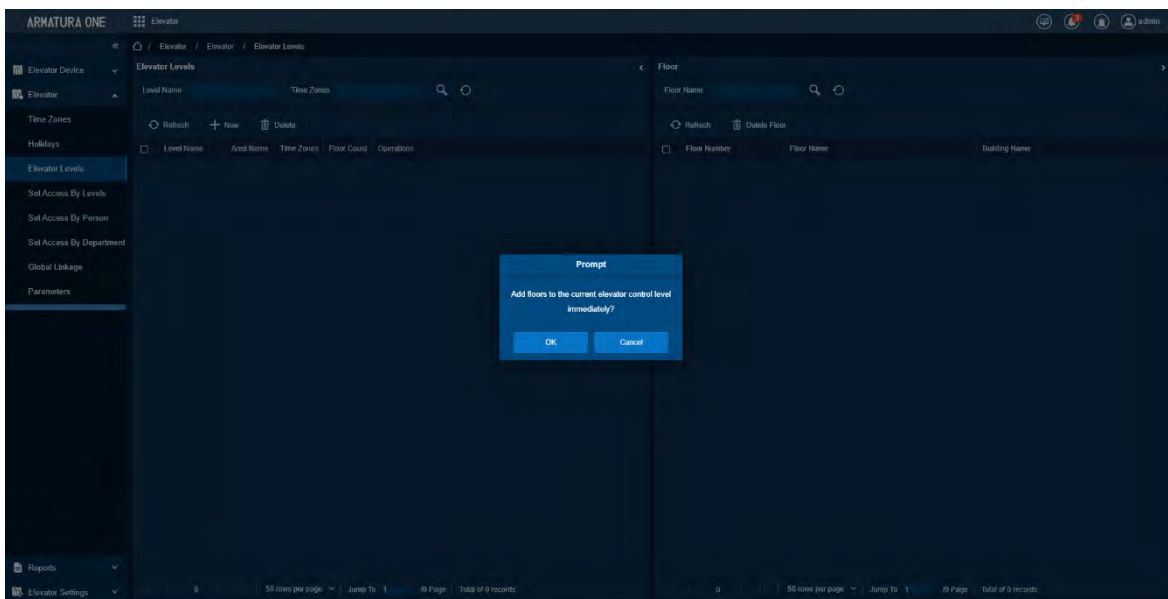 ARMATURA ONE
Elevator
admin
Elevator / Elevator / Elevator Levels
Elevator Device
Elevator
Time Zones
Holidays
Elevator Levels
Set Access By Levels
Set Access By Person
Set Access By Department
Global Linkage
Parameters
Reports
Elevator Settings
Elevator Levels
Level Name Time Zones
Refresh New Delete
Level Name Area Name Time Zones Floor Count Operations
0 50 rows per page Jump To 1 /0 Page Total of 0 records
Floor
Floor Name
Refresh Delete Floor
Floor Number Floor Name Building Name
0 50 rows per page Jump To 1 /0 Page Total of 0 records
Prompt
Add floors to the current elevator control level
immediately?
OK Cancel